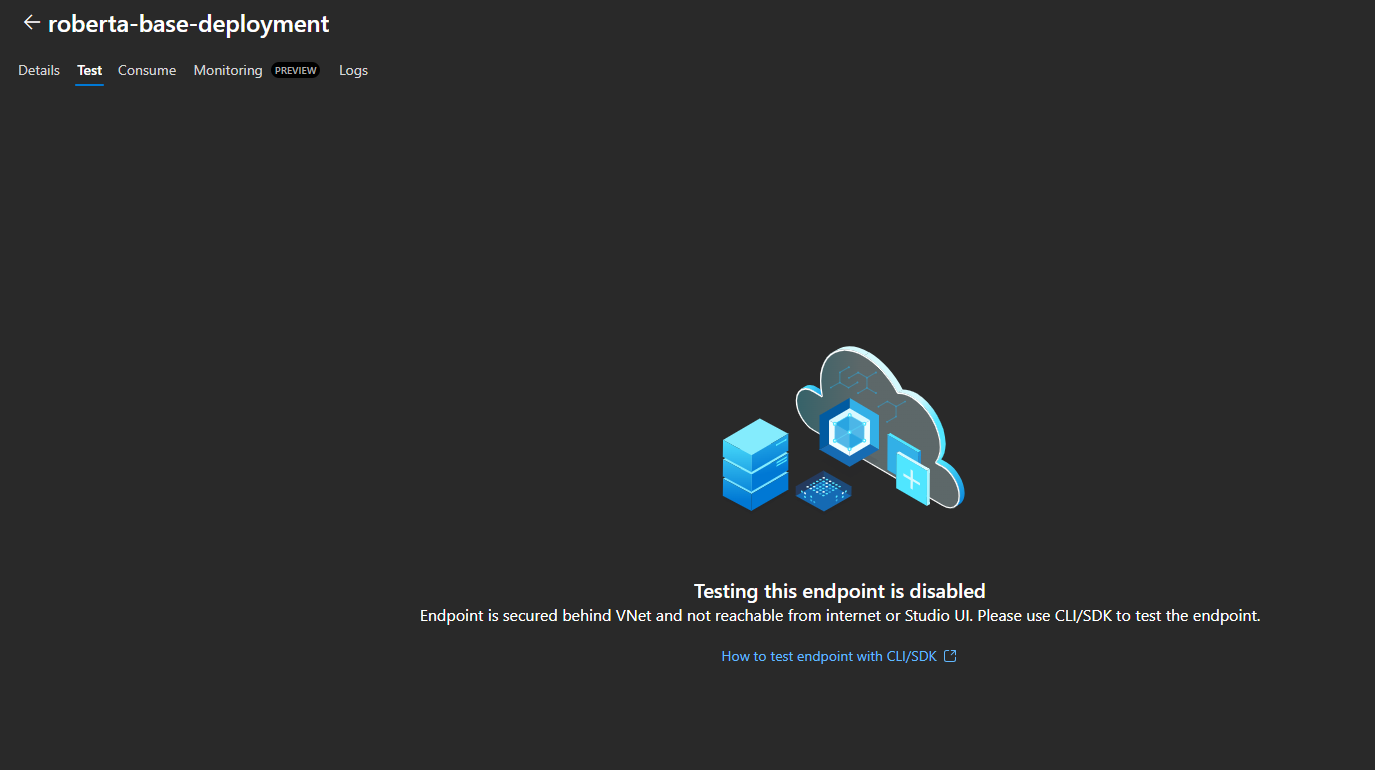 roberta-base-deployment
Details Test Consume Monitoring PREVIEW Logs
Testing this endpoint is disabled
Endpoint is secured behind VNet and not reachable from internet or Studio UI. Please use CLI/SDK to test the endpoint.
How to test endpoint with CLI/SDK